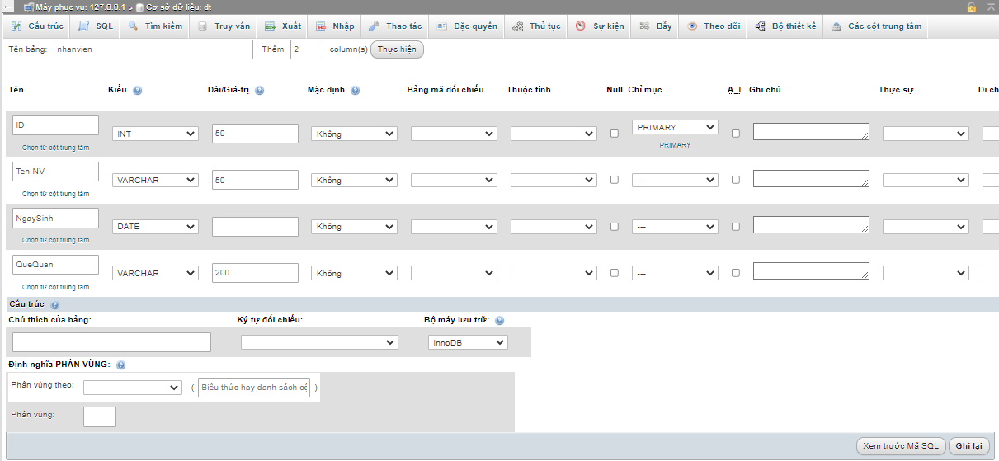 Máy phục vụ: 127.0.0.1 » Cơ sở dữ liệu: dt
Cấu trúc SQL Tìm kiếm Truy vấn Xuất Nhập Thao tác Đặc quyền Thủ tục Sự kiện Bẫy Theo dõi Bộ thiết kế Các cột trung tâm
Tên bảng: nhanvien Thêm 2 column(s) Thực hiện
Tên Kiểu Dài/Giá-trị Mặc định Bảng mã đối chiếu Thuộc tính Null Chỉ mục A_I Ghi chú Thực sự Di ch
ID INT 50 Không PRIMARY
Chọn từ cột trung tâm PRIMARY
Ten-NV VARCHAR 50 Không ---
Chọn từ cột trung tâm
NgaySinh DATE Không ---
Chọn từ cột trung tâm
QueQuan VARCHAR 200 Không ---
Chọn từ cột trung tâm
Cấu trúc
Chú thích của bảng: Ký tự đối chiếu: Bộ máy lưu trữ:
InnoDB
Định nghĩa PHÂN VÙNG:
Phân vùng theo: ( Biểu thức hay danh sách cộ )
Phân vùng:
Xem trước Mã SQL Ghi lại